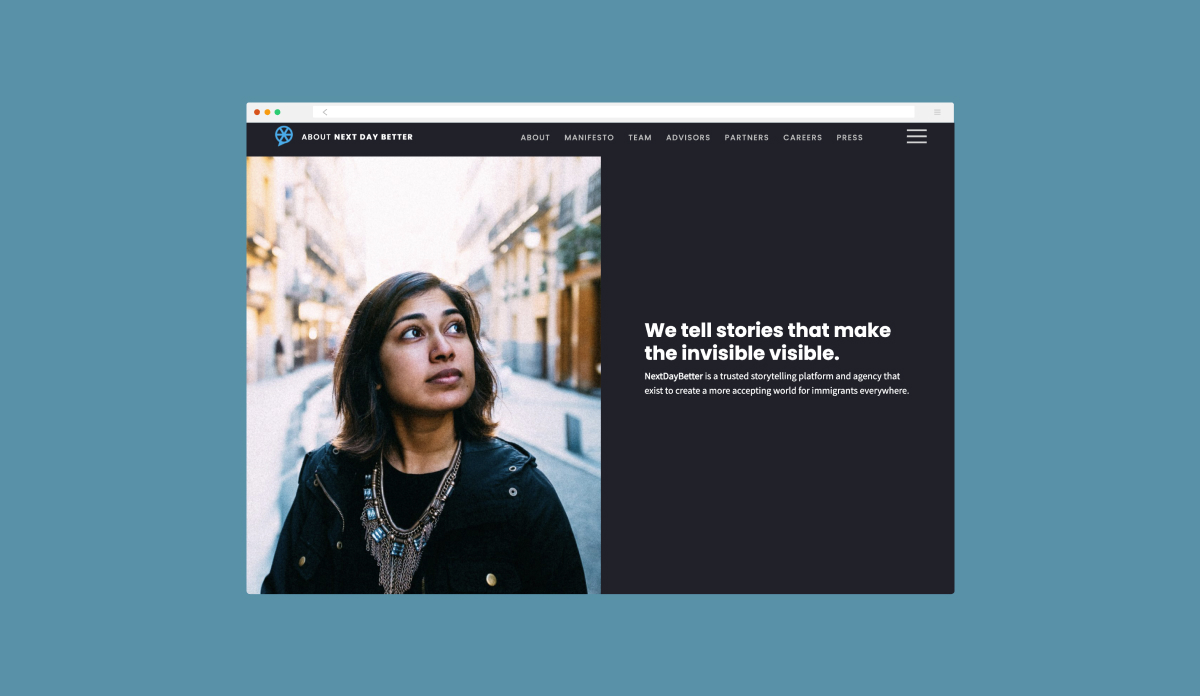 ABOUT NEXT DAY BETTER
ABOUT MANIFESTO TEAM ADVISORS PARTNERS CAREERS PRESS
We tell stories that make
the invisible visible.
NextDayBetter is a trusted storytelling platform and agency that
exist to create a more accepting world for immigrants everywhere.